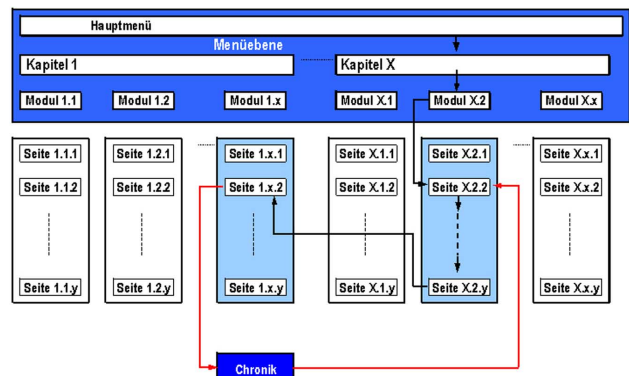 Hauptmenü
Menüebene
Kapitel 1 Kapitel X
Modul 1.1 Modul 1.2 Modul 1.x Modul X.1 Modul X.2 Modul X.x
Seite 1.1.1 Seite 1.2.1 Seite 1.x.1 Seite X.1.1 Seite X.2.1 Seite X.x.1
Seite 1.1.2 Seite 1.2.2 Seite 1.x.2 Seite X.1.2 Seite X.2.2 Seite X.x.2
Seite 1.1.y Seite 1.2.y Seite 1.x.y Seite X.1.y Seite X.2.y Seite X.x.y
Chronik